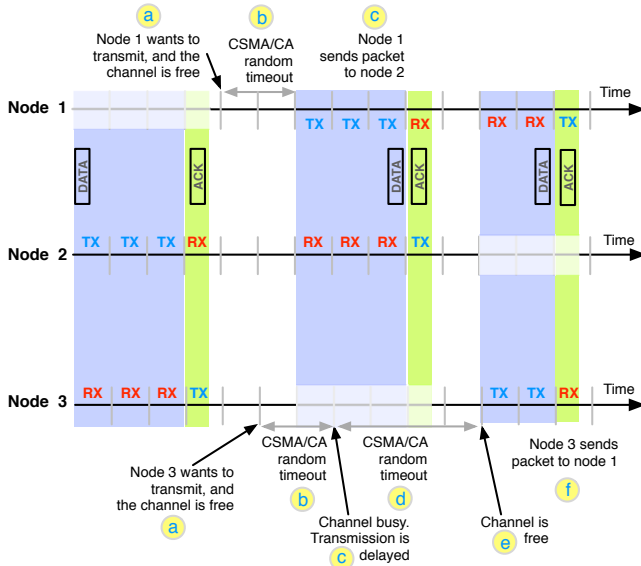 a
b
c
Node 1 wants to
transmit, and the
channel is free
CSMA/CA
random
timeout
Node 1
sends packet
to node 2
Node 1
Time
TX TX TX RX
RX RX TX
DATA
ACK
DATA
ACK
DATA
ACK
Node 2
Time
TX TX TX RX
RX RX RX TX
Node 3
Time
RX RX RX TX
TX TX RX
Node 3 wants to
transmit, and
the channel is free
a
CSMA/CA
random
timeout
b
CSMA/CA
random
timeout
d
Node 3 sends
packet to node 1
f
Channel busy.
Transmission is
c delayed
Channel is
e free